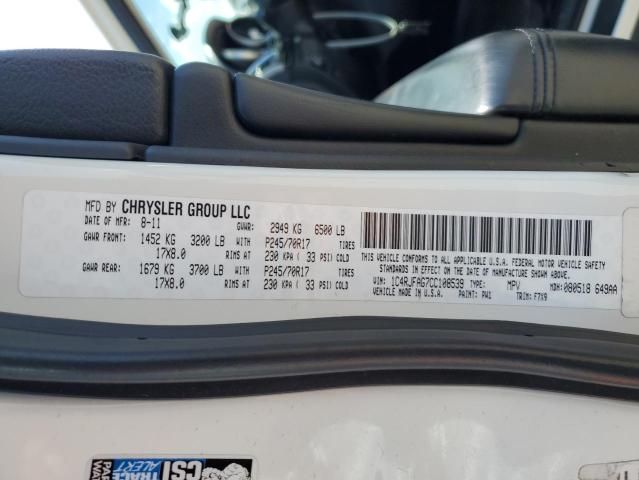 MFD BY CHRYSLER GROUP LLC
DATE OF MFR: 8-11 GVWR: 2949 KG 6500 LB
GAWR FRONT: 1452 KG 3200 LB WITH P245/70R17 TIRES
17X8.0 RIMS AT 230 KPA ( 33 PSI) COLD
GAWR REAR: 1679 KG 3700 LB WITH P245/70R17 TIRES
17X8.0 RIMS AT 230 KPA ( 33 PSI) COLD
THIS VEHICLE CONFORMS TO ALL APPLICABLE U.S.A. FEDERAL MOTOR VEHICLE SAFETY
STANDARDS IN EFFECT ON THE DATE OF MANUFACTURE SHOWN ABOVE.
VIN: 1C4RJFAG7CC108539 TYPE: MPV MDH: 080518 649AA
VEHICLE MADE IN U.S.A. PAINT: PW1 TRIM: F7X9
CSI
TRACE
ALERT